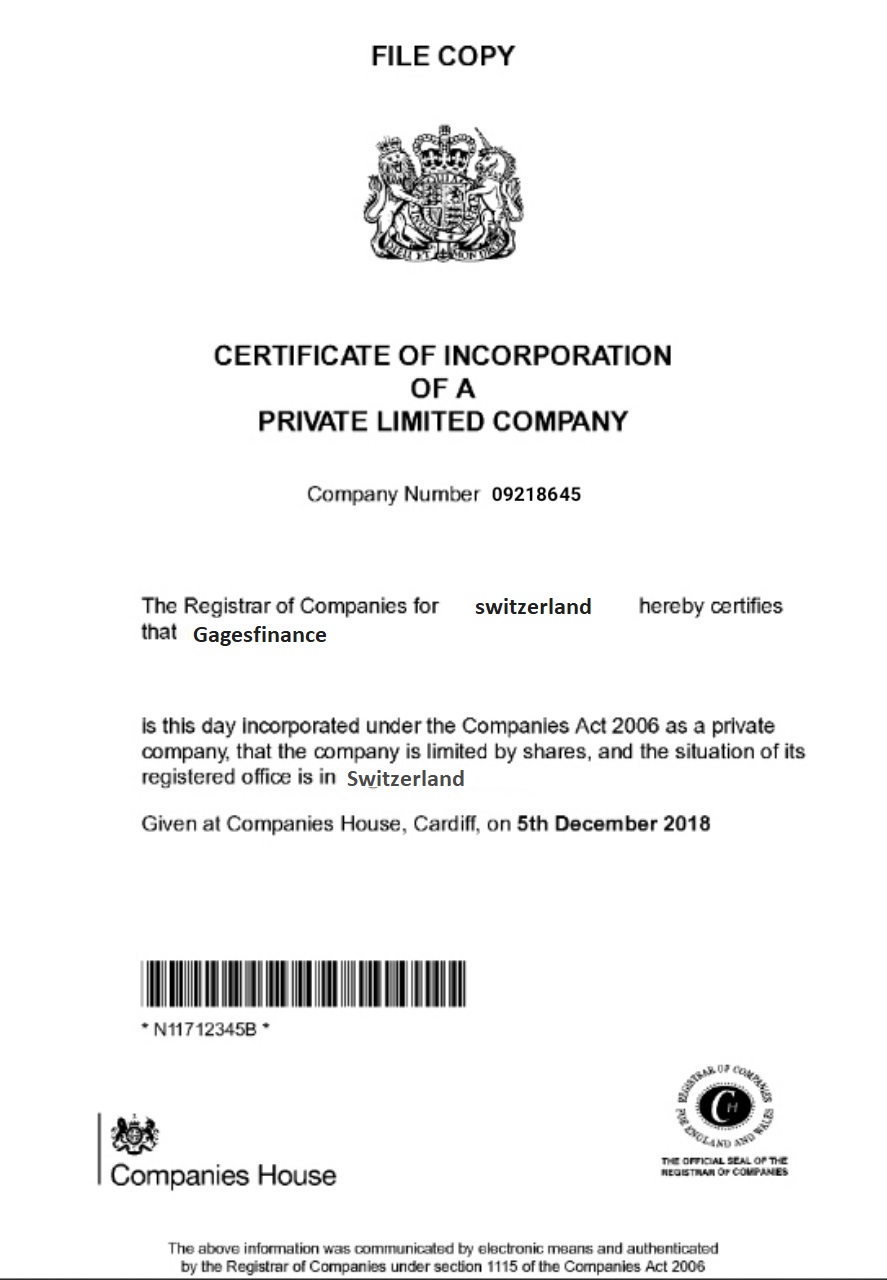 FILE COPY
DIEU ET MON DROIT
CERTIFICATE OF INCORPORATION
OF A
PRIVATE LIMITED COMPANY
Company Number 09218645
The Registrar of Companies for switzerland hereby certifies
that Gagesfinance
is this day incorporated under the Companies Act 2006 as a private
company, that the company is limited by shares, and the situation of its
registered office is in Switzerland
Given at Companies House, Cardiff, on 5th December 2018
* N11712345B *
REGISTRAR OF COMPANIES
FOR ENGLAND AND WALES
CH
THE OFFICIAL SEAL OF THE
REGISTRAR OF COMPANIES
Companies House
The above information was communicated by electronic means and authenticated
by the Registrar of Companies under section 1115 of the Companies Act 2006